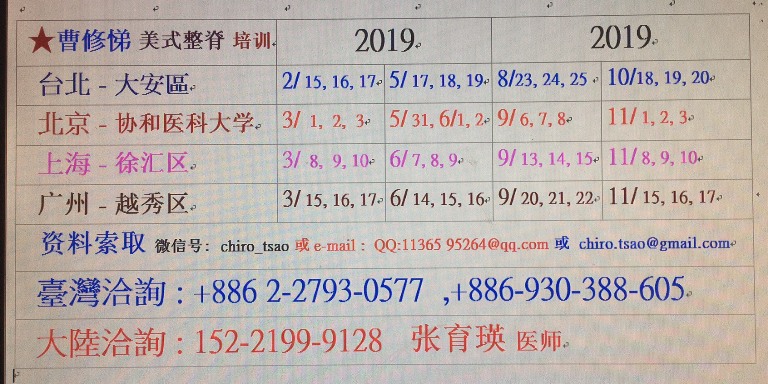 ★曹修悌 美式整脊 培训 2019 2019
台北 - 大安區 2/ 15, 16, 17 5/ 17, 18, 19 8/23, 24, 25 10/18, 19, 20
北京 - 协和医科大学 3/ 1, 2, 3 5/ 31, 6/1, 2 9/ 6, 7, 8 11/ 1, 2, 3
上海 - 徐汇区 3/ 8, 9, 10 6/ 7, 8, 9 9/ 13, 14, 15 11/ 8, 9, 10
广州 - 越秀区 3/ 15, 16, 17 6/ 14, 15, 16 9/ 20, 21, 22 11/ 15, 16, 17
资料索取 微信号: chiro_tsao 或 e-mail : QQ:11365 95264@qq.com 或 chiro.tsao@gmail.com
臺灣洽詢 : +886 2-2793-0577 ,+886-930-388-605
大陸洽詢 : 152-2199-9128 张育瑛 医师